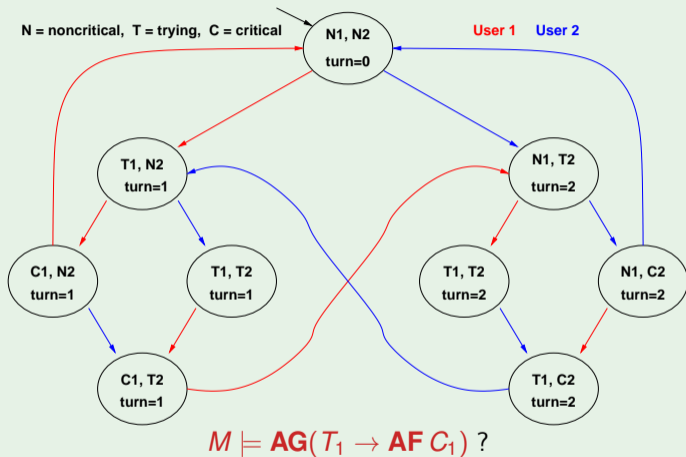 N = noncritical, T = trying, C = critical
User 1 User 2
N1, N2
turn=0
T1, N2
turn=1
N1, T2
turn=2
C1, N2
turn=1
T1, T2
turn=1
T1, T2
turn=2
N1, C2
turn=2
C1, T2
turn=1
T1, C2
turn=2
M ⊨ AG(T₁ → AF C₁) ?